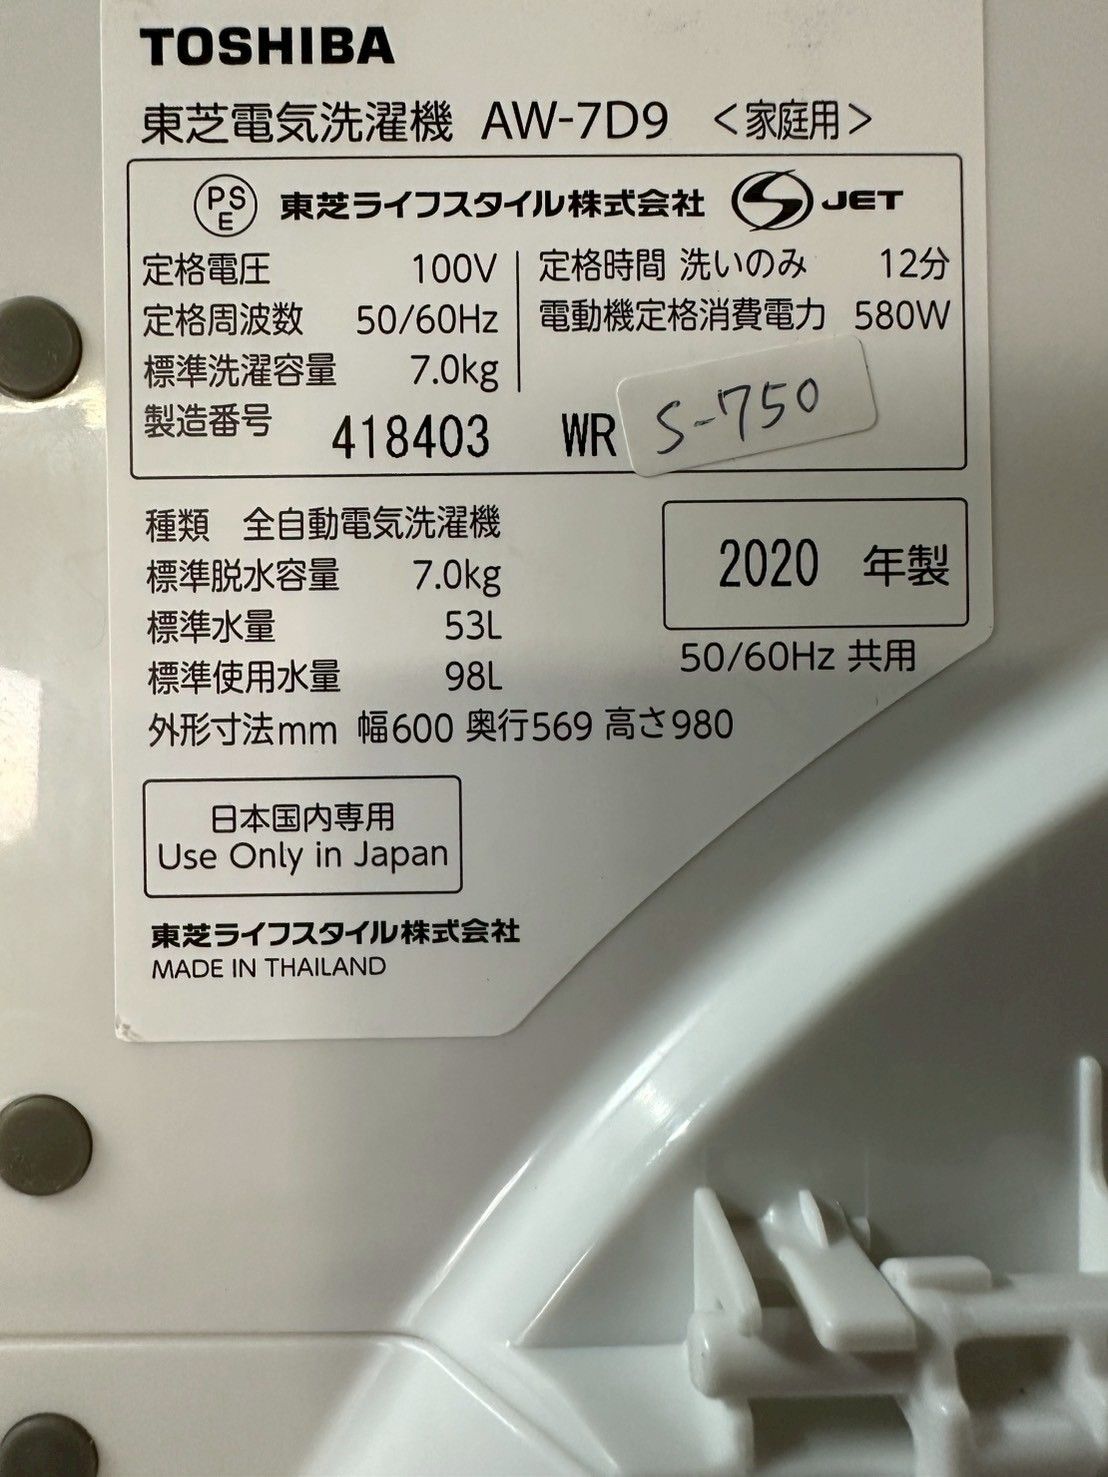 TOSHIBA
東芝電気洗濯機 AW-7D9 <家庭用>
PSE 東芝ライフスタイル株式会社 JET
定格電圧 100V
定格周波数 50/60Hz
標準洗濯容量 7.0kg
定格時間 洗いのみ 12分
電動機定格消費電力 580W
製造番号 418403 WR
S-750
種類 全自動電気洗濯機
標準脱水容量 7.0kg
標準水量 53L
標準使用水量 98L
外形寸法mm 幅600 奥行569 高さ980
2020 年製
50/60Hz 共用
日本国内専用
Use Only in Japan
東芝ライフスタイル株式会社
MADE IN THAILAND